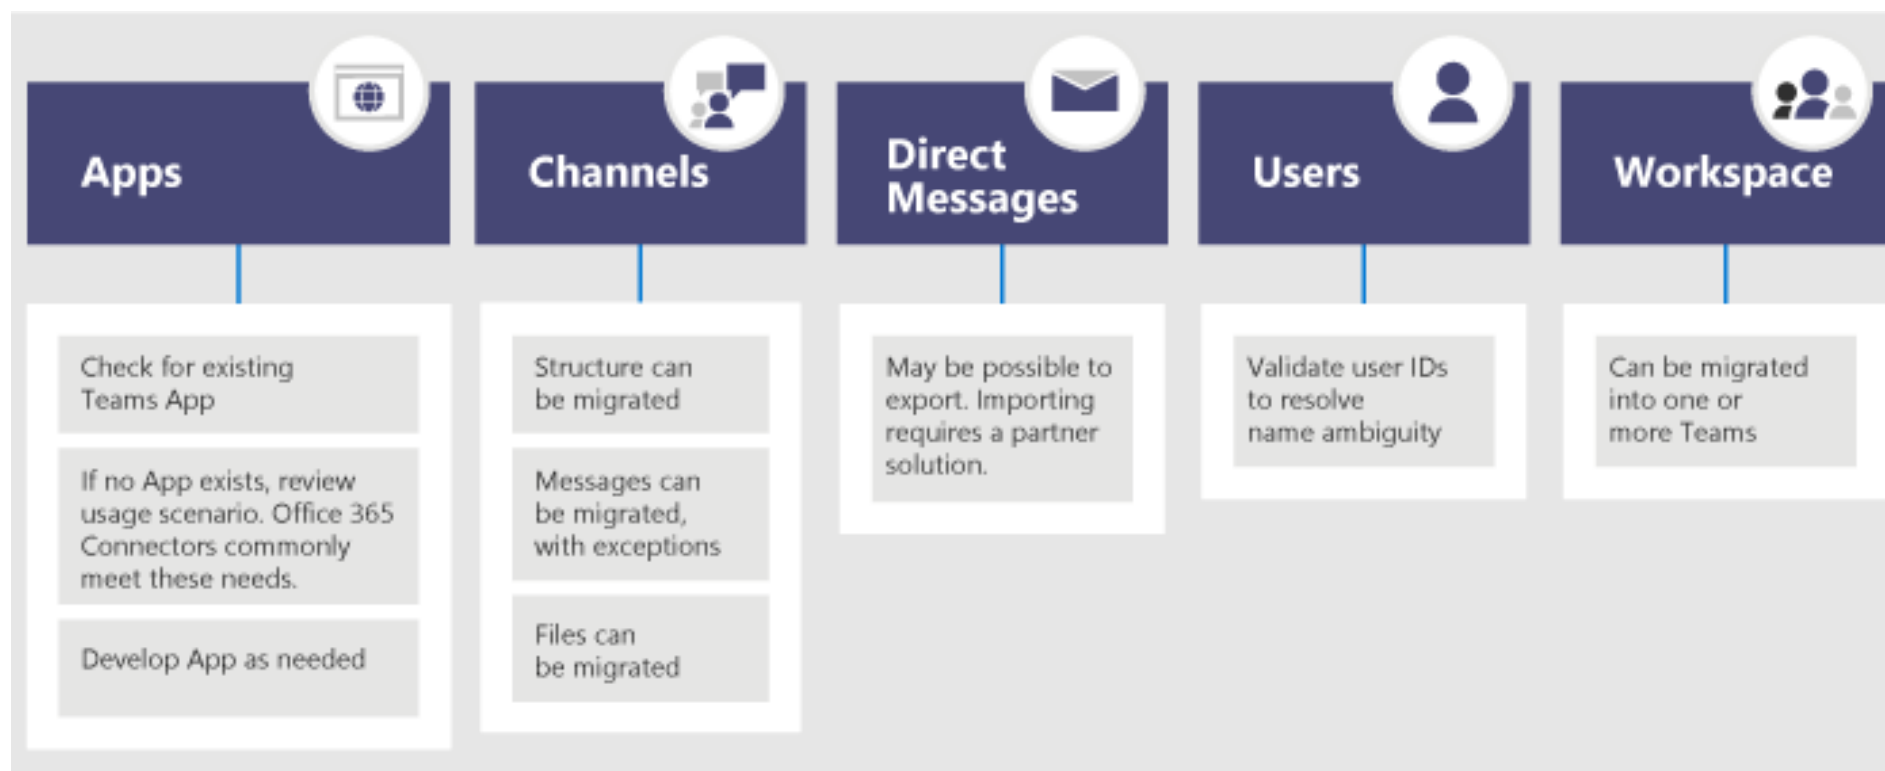 Apps
Check for existing
Teams App
If no App exists, review
usage scenario. Office 365
Connectors commonly
meet these needs.
Develop App as needed
Channels
Structure can
be migrated
Messages can
be migrated,
with exceptions
Files can
be migrated
Direct
Messages
May be possible to
export. Importing
requires a partner
solution.
Users
Validate user IDs
to resolve
name ambiguity
Workspace
Can be migrated
into one or
more Teams